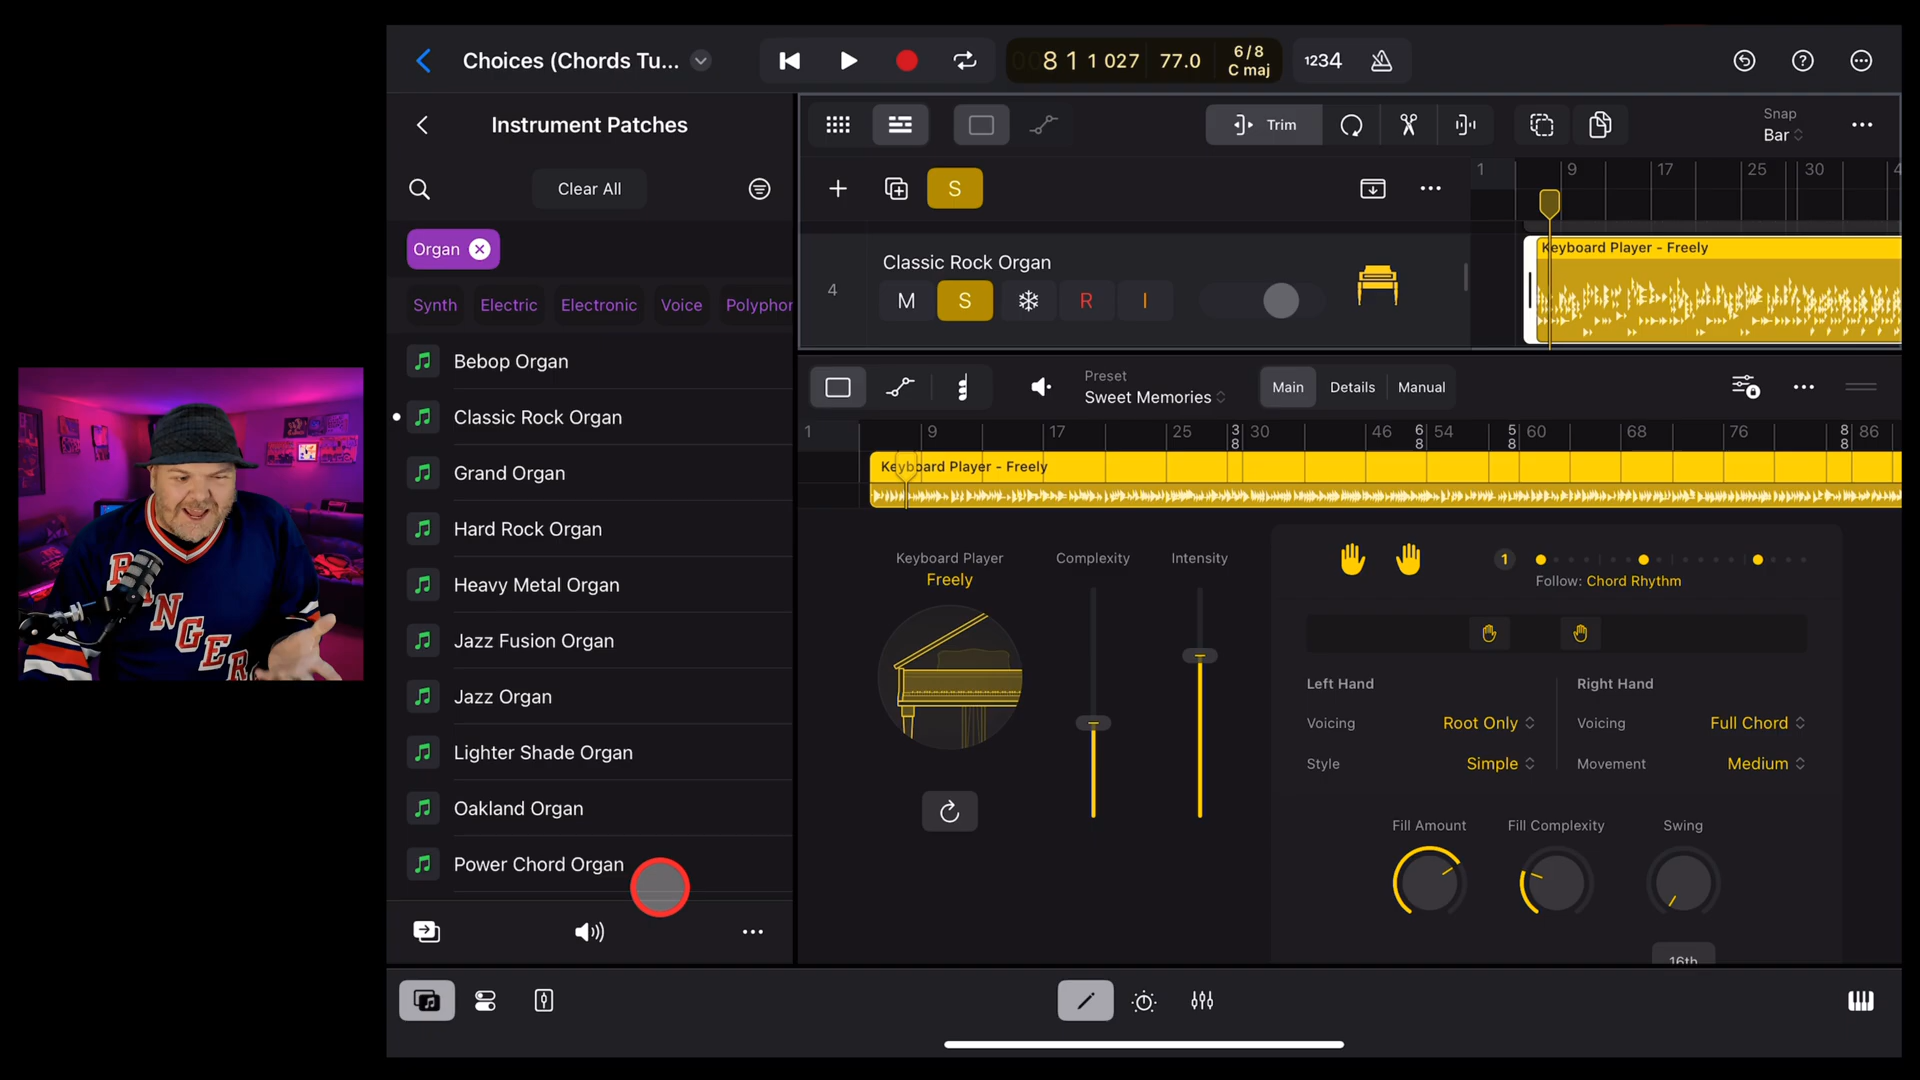 Choices (Chords Tu...
8 1 1 027
77.0
6/8
C maj
1234
Instrument Patches
Trim
Snap
Bar
Clear All
S
1
9
17
25
30
Organ
Synth
Electric
Electronic
Voice
Polyphon
4
Classic Rock Organ
M
S
R
I
Keyboard Player - Freely
Bebop Organ
Classic Rock Organ
Grand Organ
Hard Rock Organ
Heavy Metal Organ
Jazz Fusion Organ
Jazz Organ
Lighter Shade Organ
Oakland Organ
Power Chord Organ
Preset
Sweet Memories
Main
Details
Manual
1
9
17
25
3
8
30
46
6
8
54
5
8
60
68
76
8
8
86
Keyboard Player - Freely
Keyboard Player
Freely
Complexity
Intensity
1
Follow: Chord Rhythm
Left Hand
Right Hand
Voicing
Root Only
Voicing
Full Chord
Style
Simple
Movement
Medium
Fill Amount
Fill Complexity
Swing
16th
R
NGER